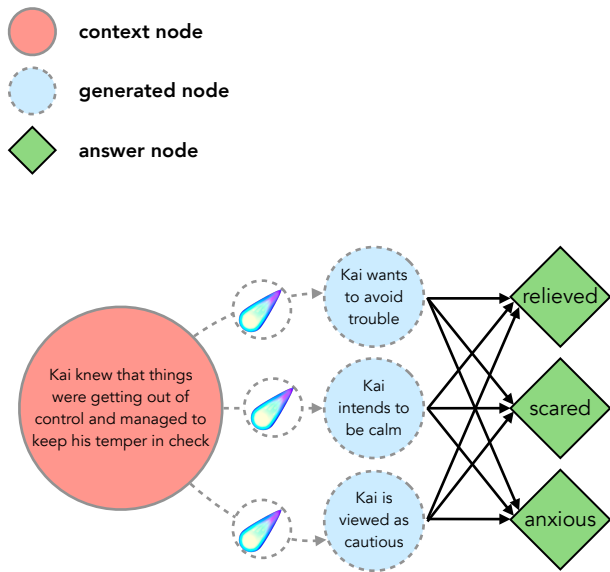 context node
generated node
answer node
Kai knew that things
were getting out of
control and managed to
keep his temper in check
Kai wants
to avoid
trouble
Kai
intends to
be calm
Kai is
viewed as
cautious
relieved
scared
anxious